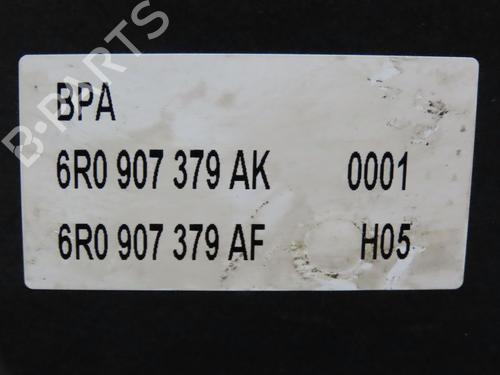 B-PARTS
BPA
6R0 907 379 AK 0001
6R0 907 379 AF H05